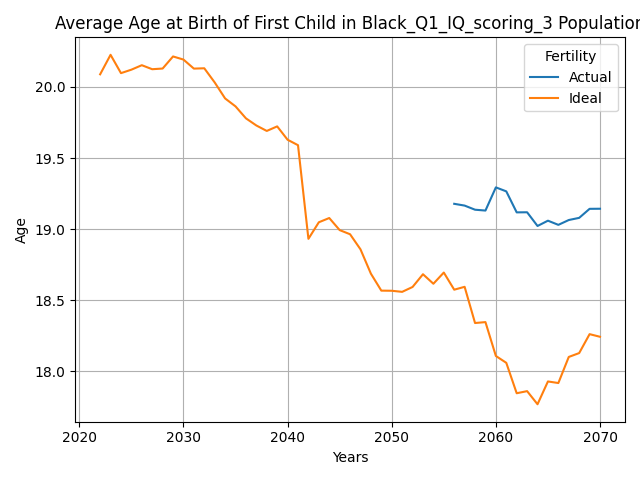 Average Age at Birth of First Child in Black_Q1_IQ_scoring_3 Population
Fertility
Actual
Ideal
20.0
19.5
19.0
18.5
18.0
Age
2020 2030 2040 2050 2060 2070
Years